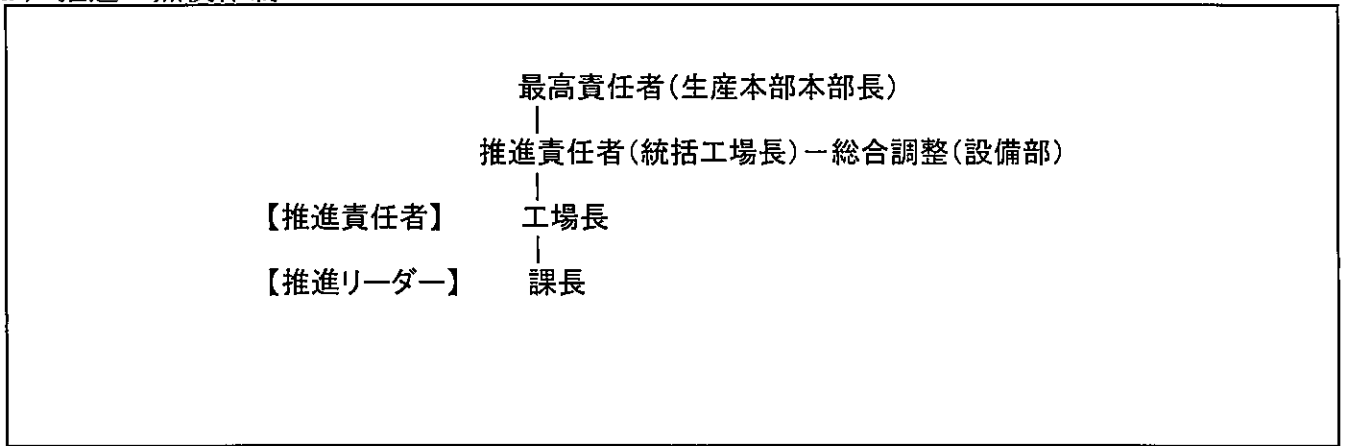 最高責任者(生産本部本部長)
推進責任者(統括工場長)ー総合調整(設備部)
【推進責任者】 工場長
【推進リーダー】 課長